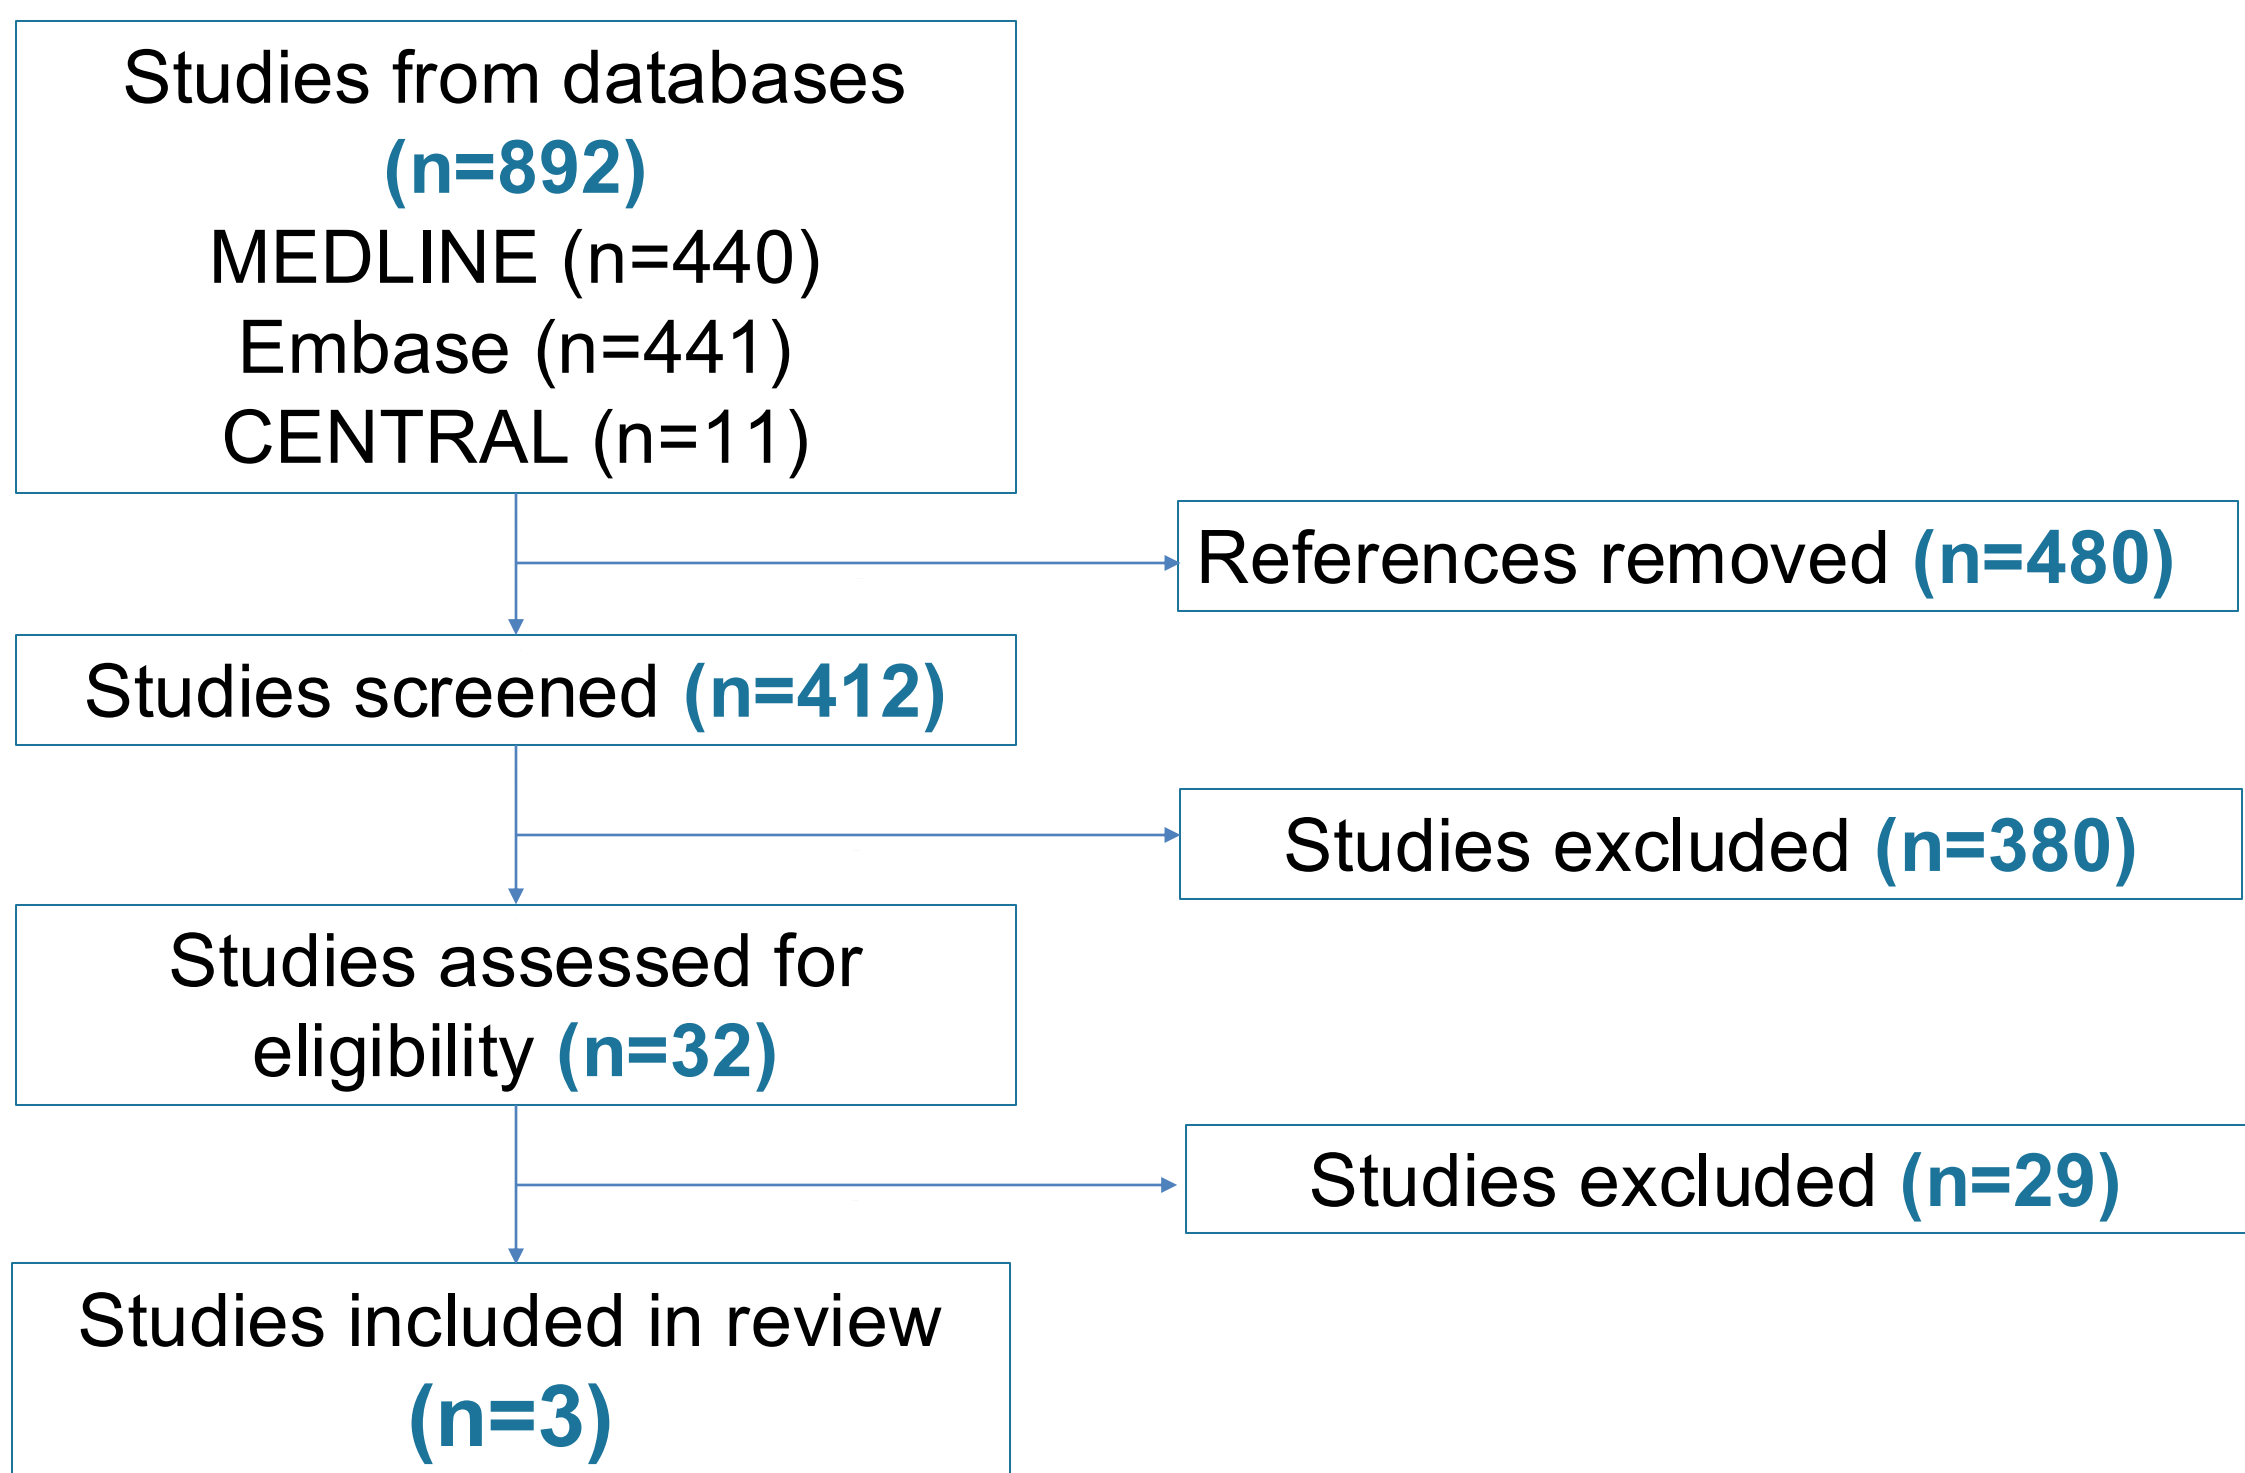 Studies from databases
(n=892)
MEDLINE (n=440)
Embase (n=441)
CENTRAL (n=11)
References removed (n=480)
Studies screened (n=412)
Studies excluded (n=380)
Studies assessed for
eligibility (n=32)
Studies excluded (n=29)
Studies included in review
(n=3)